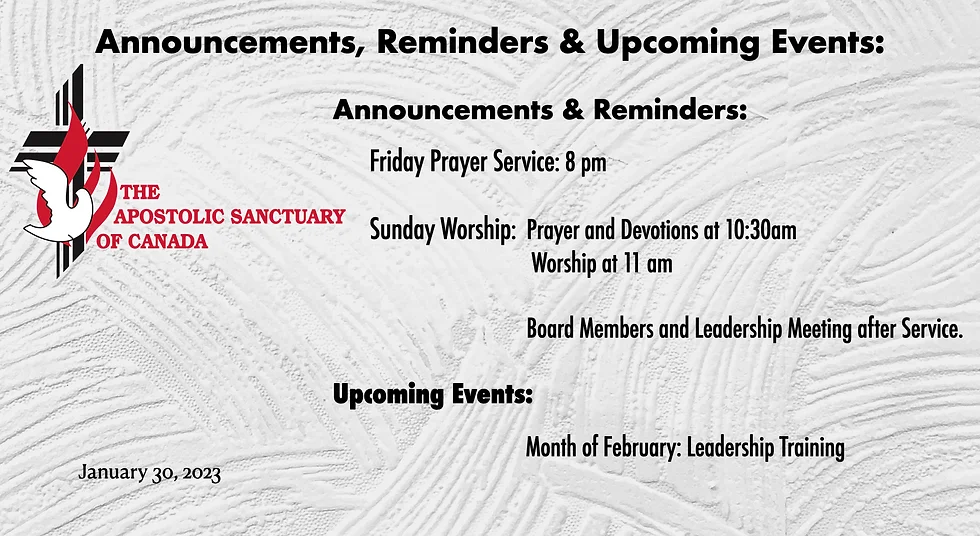 Announcements, Reminders & Upcoming Events:
Announcements & Reminders:
Friday Prayer Service: 8 pm
THE
APOSTOLIC SANCTUARY
OF CANADA
Sunday Worship: Prayer and Devotions at 10:30am
Worship at 11 am
Board Members and Leadership Meeting after Service.
Upcoming Events:
Month of February: Leadership Training
January 30, 2023